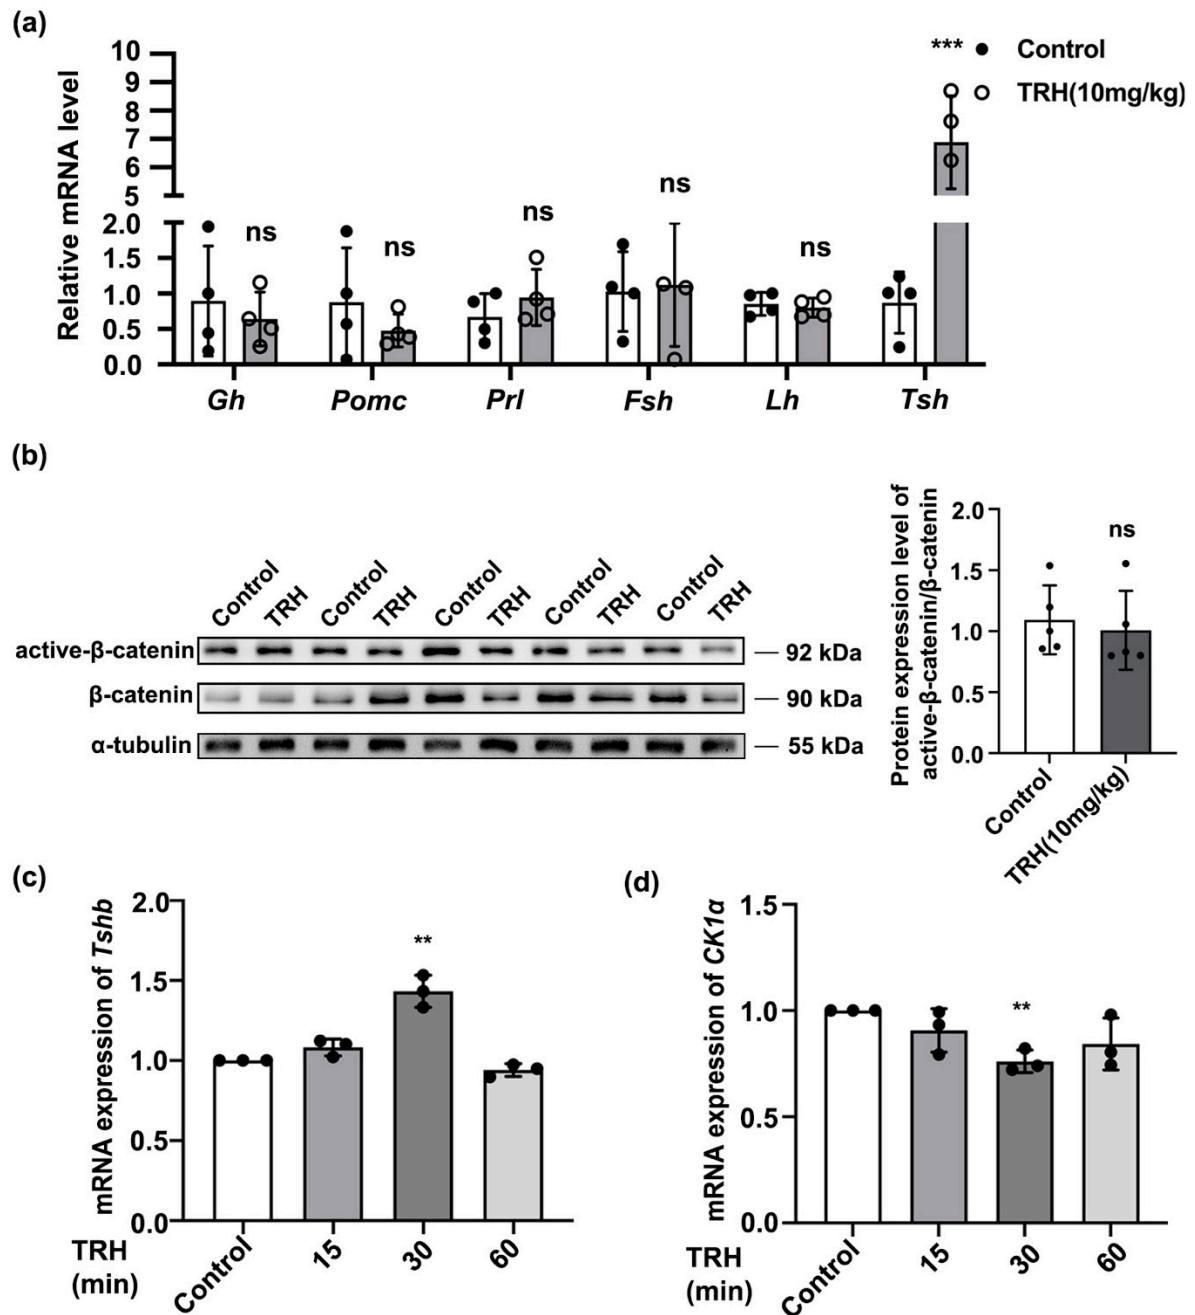 (a)
Relative mRNA level
10
9
8
7
6
5
2.0
1.5
1.0
0.5
0.0
ns
ns
ns
ns
ns
***
Control
TRH(10mg/kg)
Gh
Pomc
Prl
Fsh
Lh
Tsh
(b)
Control
TRH
Control
TRH
Control
TRH
Control
TRH
Control
TRH
active-β-catenin
92 kDa
β-catenin
90 kDa
α-tubulin
55 kDa
Protein expression level of
active-β-catenin/β-catenin
2.0
1.5
1.0
0.5
0.0
ns
Control
TRH(10mg/kg)
(c)
mRNA expression of Tshb
2.0
1.5
1.0
0.5
0.0
**
TRH
(min)
Control
15
30
60
(d)
mRNA expression of CK1α
1.5
1.0
0.5
0.0
**
TRH
(min)
Control
15
30
60